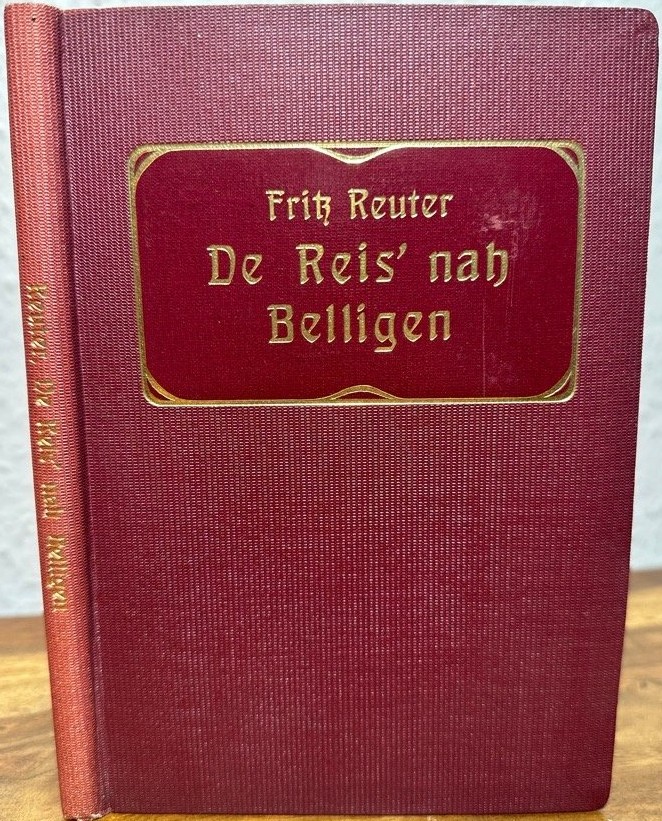 Fritz Reuter
De Reis' nah
Belligen
Reuter De Reis' nah Belligen